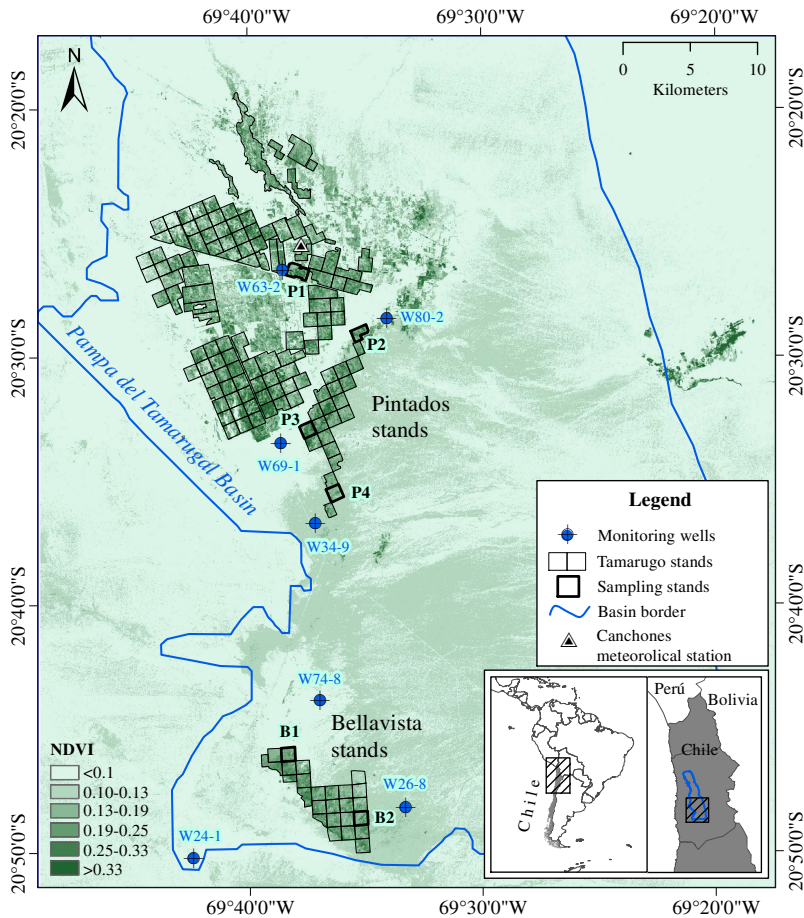 69°40'0"W
69°30'0"W
69°20'0"W
N
0
5
10
Kilometers
20°20'0"S
20°20'0"S
W63-2
P1
W80-2
P2
20°30'0"S
20°30'0"S
Pampa del Tamarugal Basin
Pintados
stands
P3
W69-1
P4
W34-9
Legend
Monitoring wells
Tamarugo stands
Sampling stands
Basin border
Canchones
meteorolical station
20°40'0"S
20°40'0"S
W74-8
Bellavista
stands
B1
W26-8
B2
W24-1
NDVI
<0.1
0.10-0.13
0.13-0.19
0.19-0.25
0.25-0.33
>0.33
Chile
Perú
Bolivia
Chile
20°50'0"S
20°50'0"S
69°40'0"W
69°30'0"W
69°20'0"W